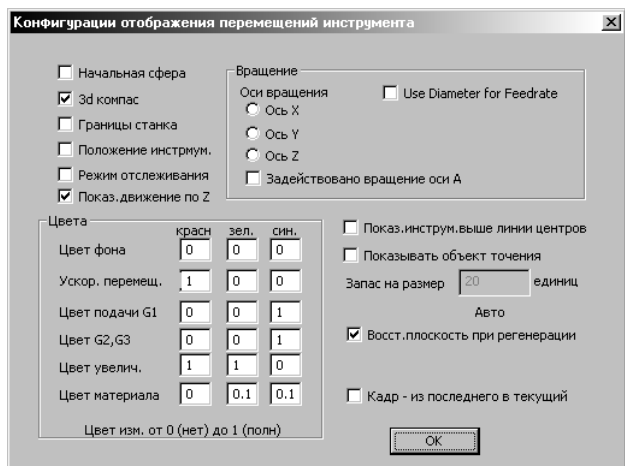 Конфигурации отображения перемещений инструмента
Начальная сфера
3d компас
Границы станка
Положение инстрмум.
Режим отслеживания
Показ.движение по Z
Вращение
Оси вращения
Ось X
Ось Y
Ось Z
Задействовано вращение оси А
Use Diameter for Feedrate
Цвета
красн зел. син.
Цвет фона 0 0 0
Ускор. перемещ. 1 0 0
Цвет подачи G1 0 0 1
Цвет G2,G3 0 0 1
Цвет увелич. 1 1 0
Цвет материала 0 0.1 0.1
Цвет изм. от 0 (нет) до 1 (полн)
Показ.инструм.выше линии центров
Показывать объект точения
Запас на размер 20 единиц
Авто
Восст.плоскость при регенерации
Кадр - из последнего в текущий
OK